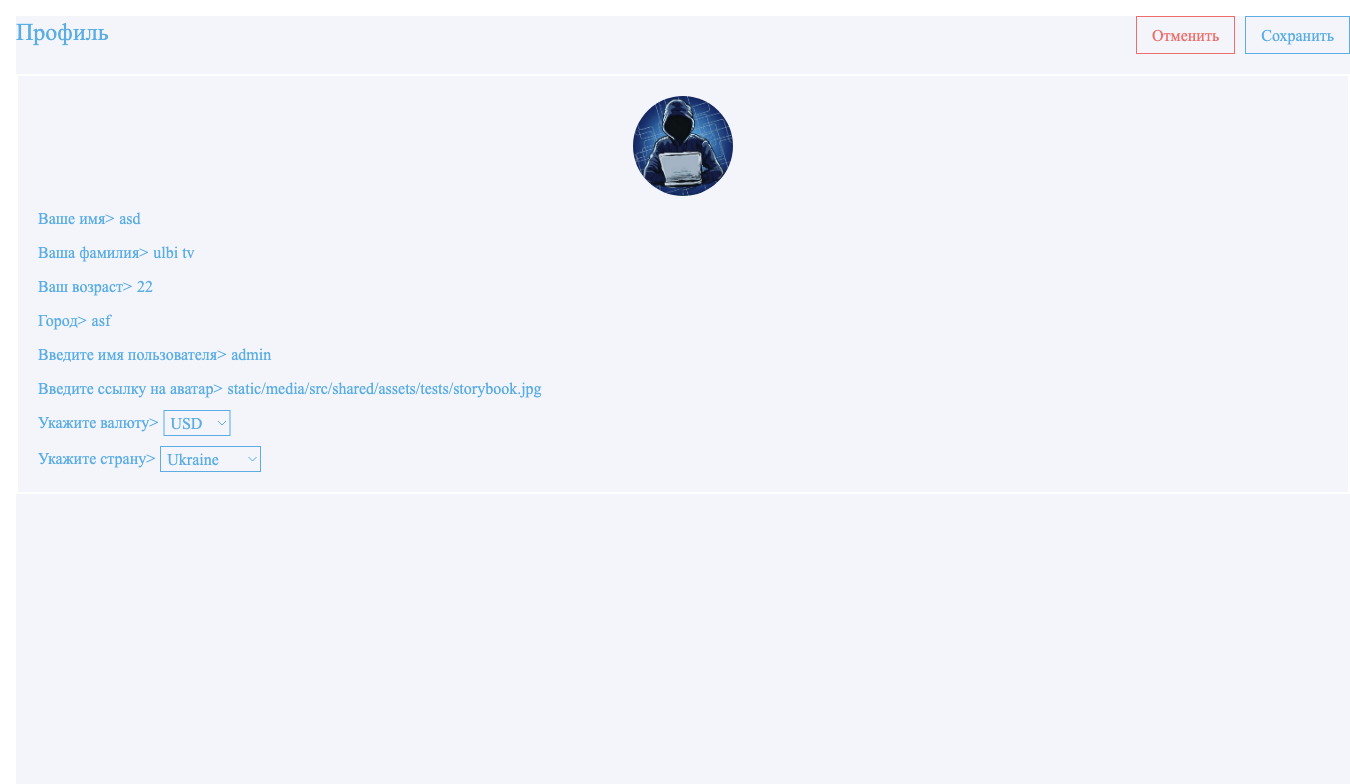 Профиль
Отменить
Сохранить
Ваше имя> asd
Ваша фамилия> ulbi tv
Ваш возраст> 22
Город> asf
Введите имя пользователя> admin
Введите ссылку на аватар> static/media/src/shared/assets/tests/storybook.jpg
Укажите валюту> USD
Укажите страну> Ukraine